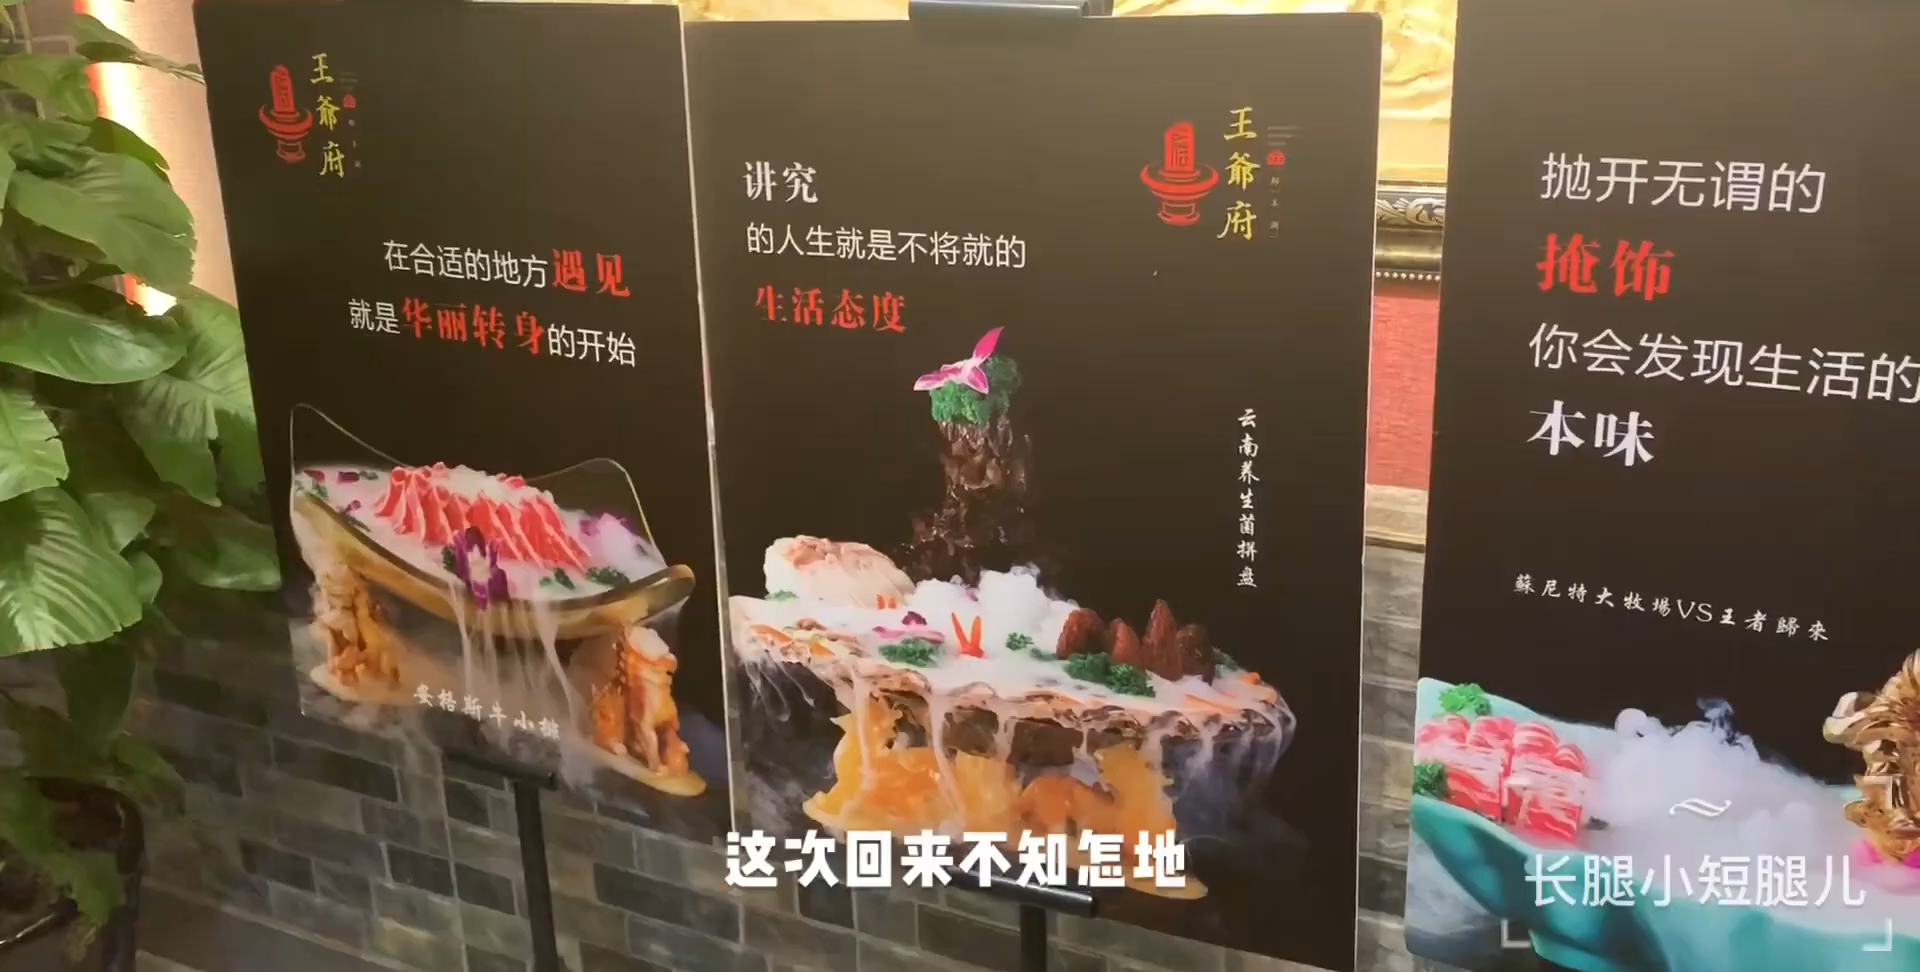 王爺府
在合适的地方遇见
就是华丽转身的开始
安格斯牛小排
王爺府
讲究
的人生就是不将就的
生活态度
云南养生菌拼盘
抛开无谓的
掩饰
你会发现生活的
本味
蘇尼特大牧場VS王者歸來
这次回来不知怎地
长腿小短腿儿